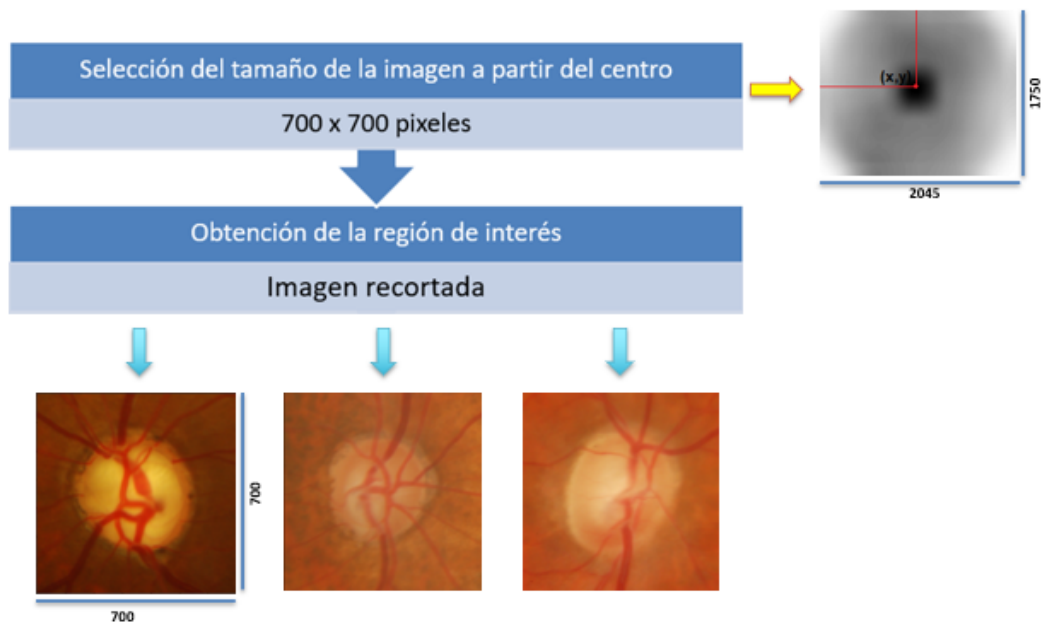 Selección del tamaño de la imagen a partir del centro
700 x 700 pixeles
(x,y)
1750
2045
Obtención de la región de interés
Imagen recortada
700
700